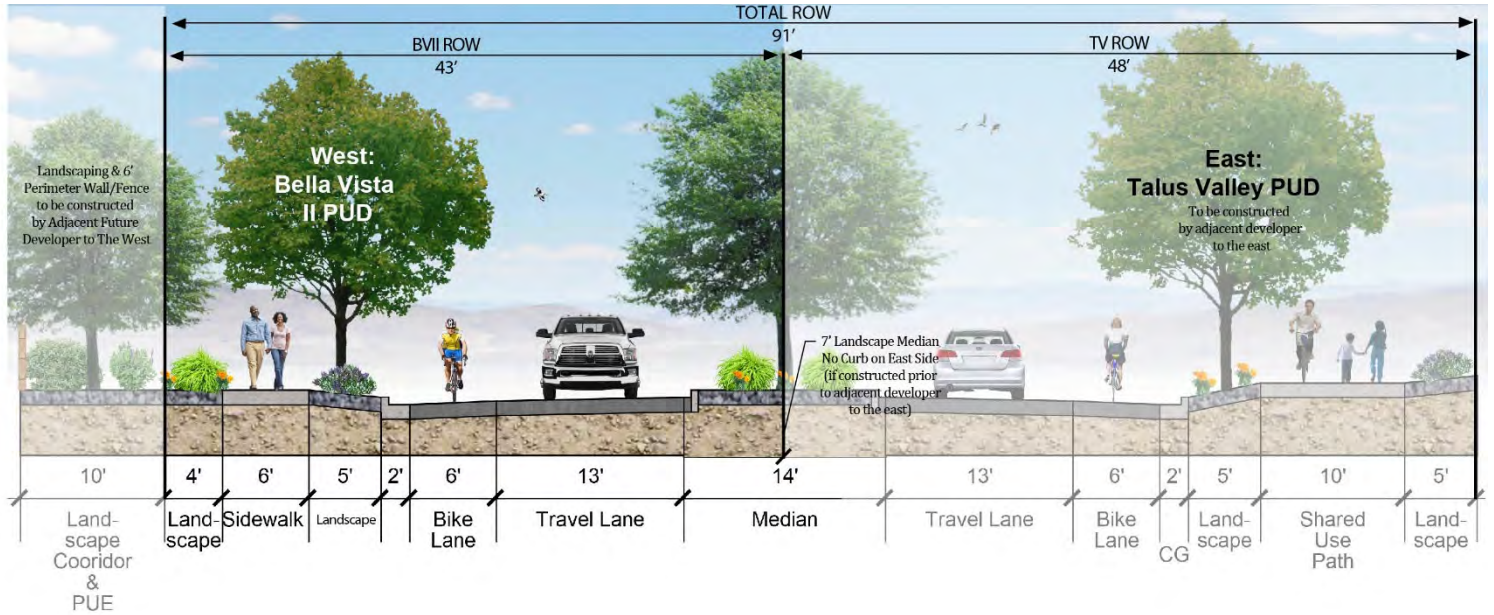 TOTAL ROW
91'
BVII ROW
43'
TV ROW
48'
Landscaping & 6'
Perimeter Wall/Fence
to be constructed
by Adjacent Future
Developer to The West
West:
Bella Vista
II PUD
East:
Talus Valley PUD
To be constructed
by adjacent developer
to the east
7' Landscape Median
No Curb on East Side
(if constructed prior
to adjacent developer
to the east)
10' 4' 6' 5' 2' 6' 13' 14' 13' 6' 2' 5' 10' 5'
Land-
scape
Cooridor
&
PUE
Land-
scape
Sidewalk
Landscape
Bike
Lane
Travel Lane
Median
Travel Lane
Bike
Lane
CG
Land-
scape
Shared
Use
Path
Land-
scape